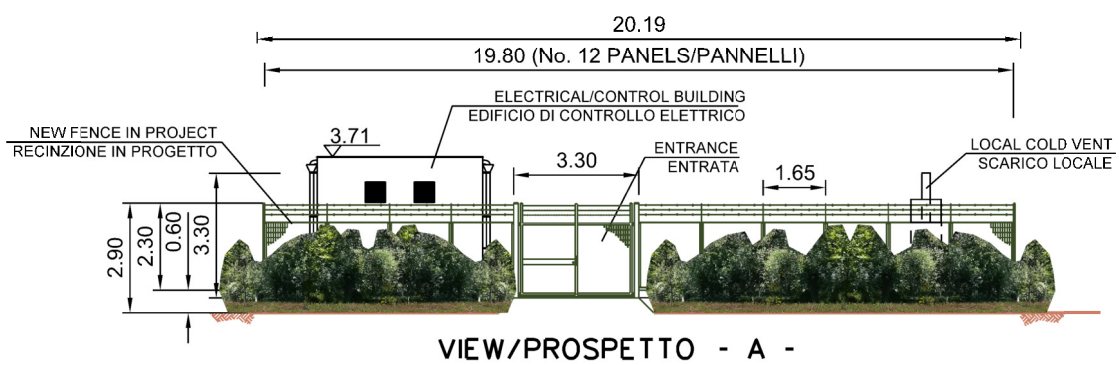 20.19
19.80 (No. 12 PANELS/PANNELLI)
ELECTRICAL/CONTROL BUILDING
EDIFICIO DI CONTROLLO ELETTRICO
NEW FENCE IN PROJECT
RECINZIONE IN PROGETTO
3.71
3.30
ENTRANCE
ENTRATA
1.65
LOCAL COLD VENT
SCARICO LOCALE
2.90
2.30
0.60
3.30
VIEW/PROSPETTO - A -